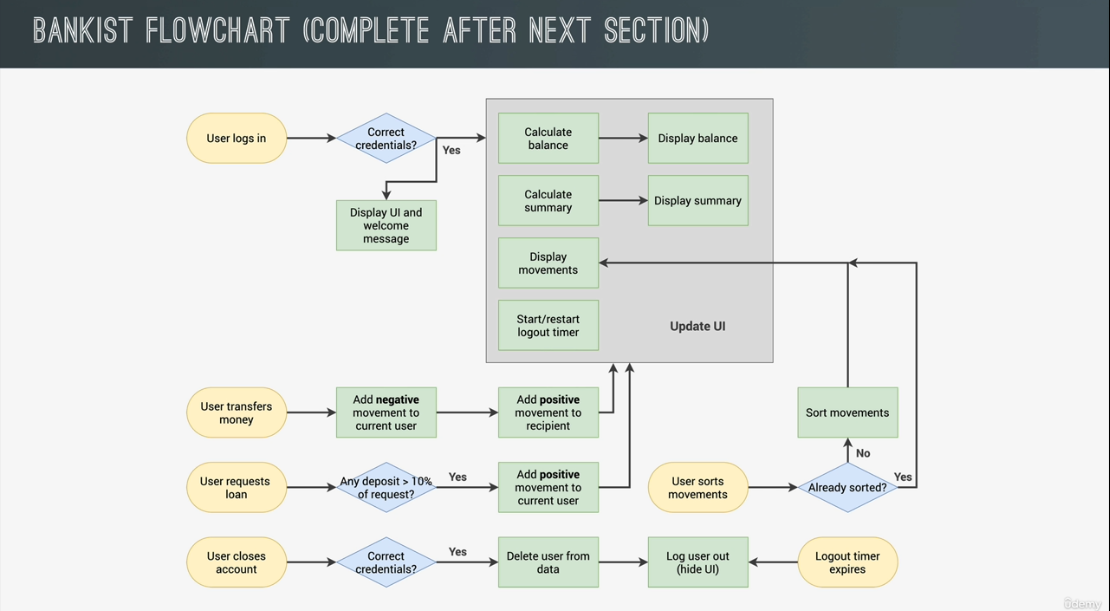 BANKIST FLOWCHART (COMPLETE AFTER NEXT SECTION)
User logs in
Correct
credentials?
Yes
Display UI and
welcome
message
Calculate
balance
Display balance
Calculate
summary
Display summary
Display
movements
Start/restart
logout timer
Update UI
User transfers
money
Add negative
movement to
current user
Add positive
movement to
recipient
Sort movements
No
User requests
loan
Any deposit > 10%
of request?
Yes
Add positive
movement to
current user
User sorts
movements
Already sorted?
Yes
User closes
account
Correct
credentials?
Yes
Delete user from
data
Log user out
(hide UI)
Logout timer
expires
ûdemy